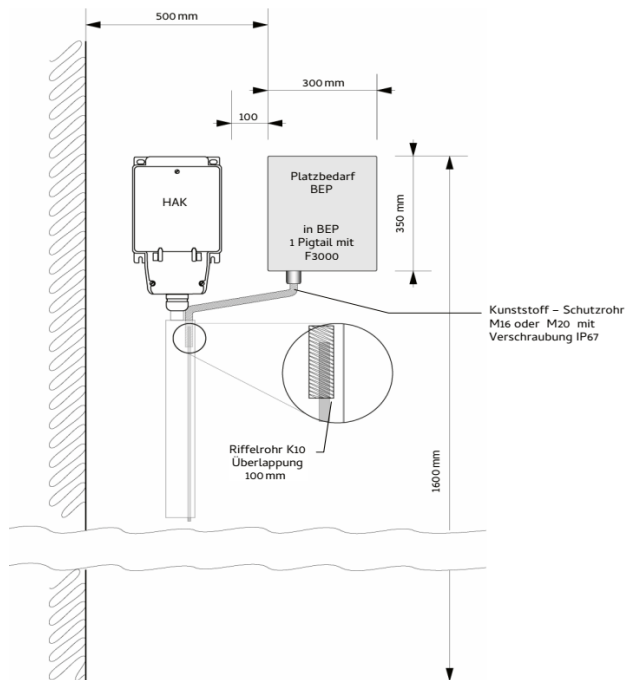 500 mm
300 mm
100
HAK
Platzbedarf
BEP
in BEP
1 Pigtail mit
F3000
350 mm
Kunststoff – Schutzrohr
M16 oder M20 mit
Verschraubung IP67
Riffelrohr K10
Überlappung
100 mm
1600 mm